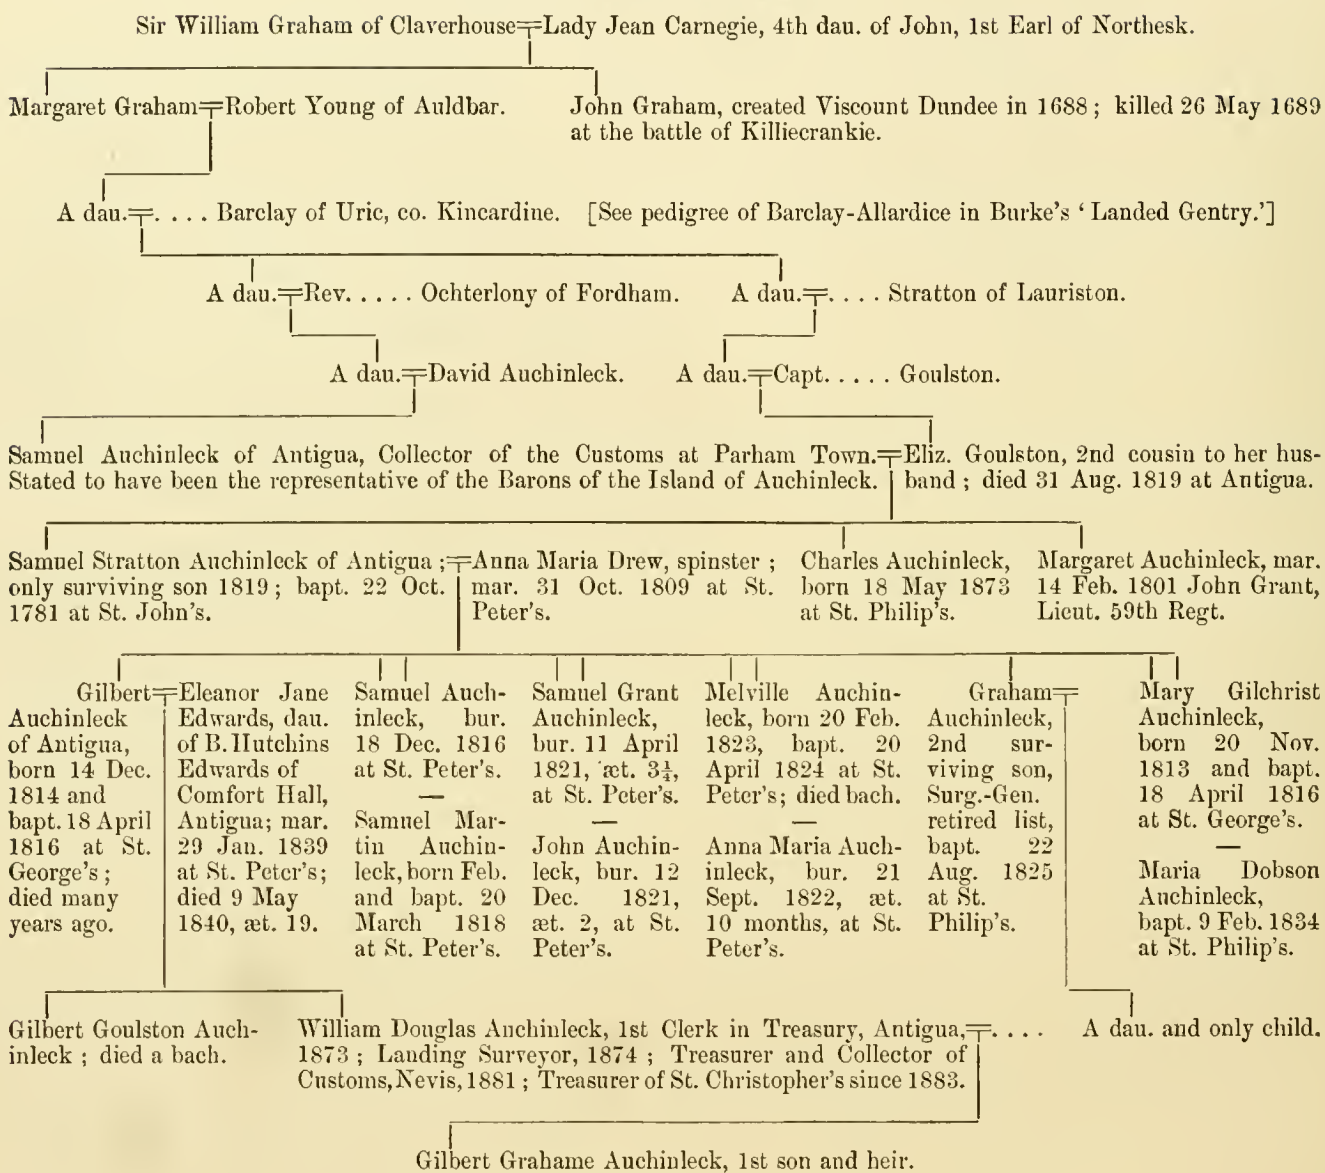 Sir William Graham of Claverhouse Lady Jean Carnegie, 4th dau. of John, 1st Earl of Northesk.
Margaret Graham Robert Young of Auldbar.
John Graham, created Viscount Dundee in 1688; killed 26 May 1689
at the battle of Killiecrankie.
A dau. . . . . Barclay of Uric, co. Kincardine. [See pedigree of Barclay-Allardice in Burke's 'Landed Gentry.']
A dau. Rev. . . . . Ochterlony of Fordham.
A dau. . . . . Stratton of Lauriston.
A dau. David Auchinleck.
A dau. Capt. . . . . Goulston.
Samuel Auchinleck of Antigua, Collector of the Customs at Parham Town.
Stated to have been the representative of the Barons of the Island of Auchinleck.
Eliz. Goulston, 2nd cousin to her hus-
band; died 31 Aug. 1819 at Antigua.
Samuel Stratton Auchinleck of Antigua;
only surviving son 1819; bapt. 22 Oct.
1781 at St. John's.
Anna Maria Drew, spinster;
mar. 31 Oct. 1809 at St.
Peter's.
Charles Auchinleck,
born 18 May 1873
at St. Philip's.
Margaret Auchinleck, mar.
14 Feb. 1801 John Grant,
Lieut. 59th Regt.
Gilbert
Auchinleck
of Antigua,
born 14 Dec.
1814 and
bapt. 18 April
1816 at St.
George's;
died many
years ago.
Eleanor Jane
Edwards, dau.
of B. Hutchins
Edwards of
Comfort Hall,
Antigua; mar.
29 Jan. 1839
at St. Peter's;
died 9 May
1840, æt. 19.
Samuel Auch-
inleck, bur.
18 Dec. 1816
at St. Peter's.
—
Samuel Mar-
tin Auchin-
leck, born Feb.
and bapt. 20
March 1818
at St. Peter's.
Samuel Grant
Auchinleck,
bur. 11 April
1821, æt. 3¼,
at St. Peter's.
—
John Auchin-
leck, bur. 12
Dec. 1821,
æt. 2, at St.
Peter's.
Melville Auchin-
leck, born 20 Feb.
1823, bapt. 20
April 1824 at St.
Peter's; died bach.
—
Anna Maria Auch-
inleck, bur. 21
Sept. 1822, æt.
10 months, at St.
Peter's.
Graham
Auchinleck,
2nd sur-
viving son,
Surg.-Gen.
retired list,
bapt. 22
Aug. 1825
at St.
Philip's.
Mary Gilchrist
Auchinleck,
born 20 Nov.
1813 and bapt.
18 April 1816
at St. George's.
—
Maria Dobson
Auchinleck,
bapt. 9 Feb. 1834
at St. Philip's.
Gilbert Goulston Auch-
inleck; died a bach.
William Douglas Auchinleck, 1st Clerk in Treasury, Antigua, . . . .
1873; Landing Surveyor, 1874; Treasurer and Collector of
Customs, Nevis, 1881; Treasurer of St. Christopher's since 1883.
A dau. and only child.
Gilbert Grahame Auchinleck, 1st son and heir.